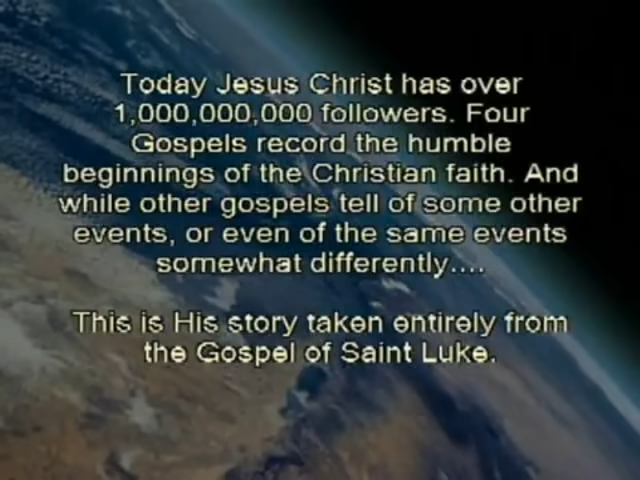 Today Jesus Christ has over
1,000,000,000 followers. Four
Gospels record the humble
beginnings of the Christian faith. And
while other gospels tell of some other
events, or even of the same events
somewhat differently....
This is His story taken entirely from
the Gospel of Saint Luke.